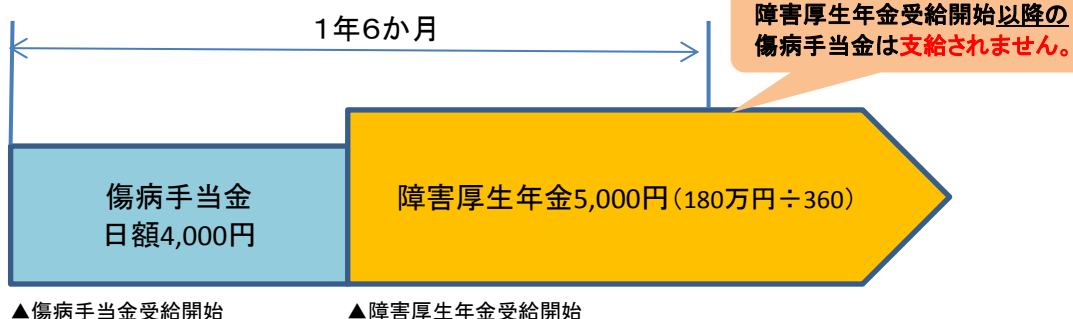 障害厚生年金受給開始以降の
傷病手当金は支給されません。
１年６か月
傷病手当金
日額4,000円
障害厚生年金5,000円（180万円÷360）
▲傷病手当金受給開始
▲障害厚生年金受給開始